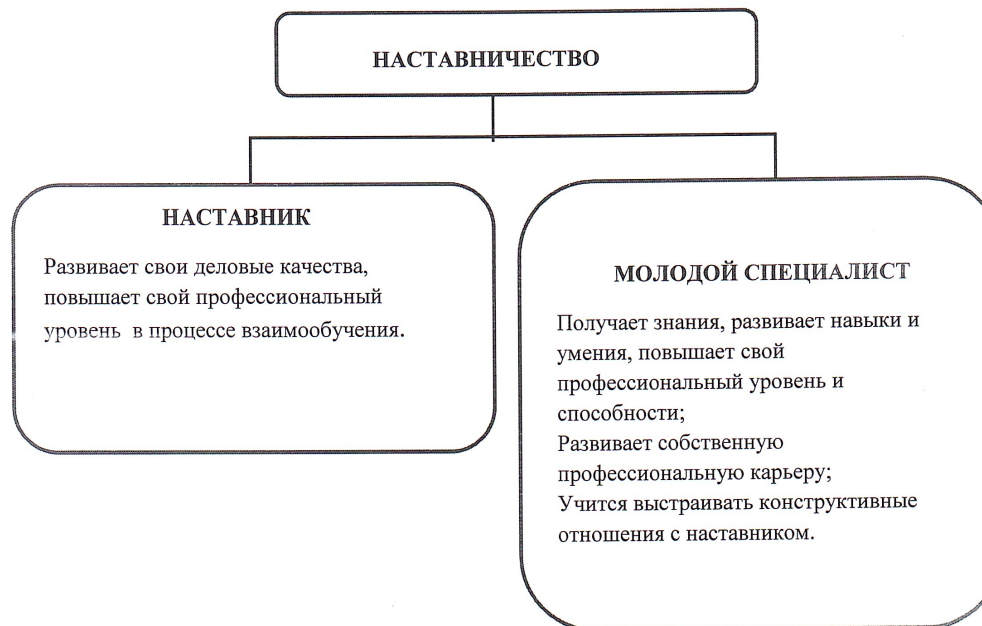 НАСТАВНИЧЕСТВО
НАСТАВНИК
Развивает свои деловые качества,
повышает свой профессиональный
уровень в процессе взаимообучения.
МОЛОДОЙ СПЕЦИАЛИСТ
Получает знания, развивает навыки и
умения, повышает свой
профессиональный уровень и
способности;
Развивает собственную
профессиональную карьеру;
Учится выстраивать конструктивные
отношения с наставником.